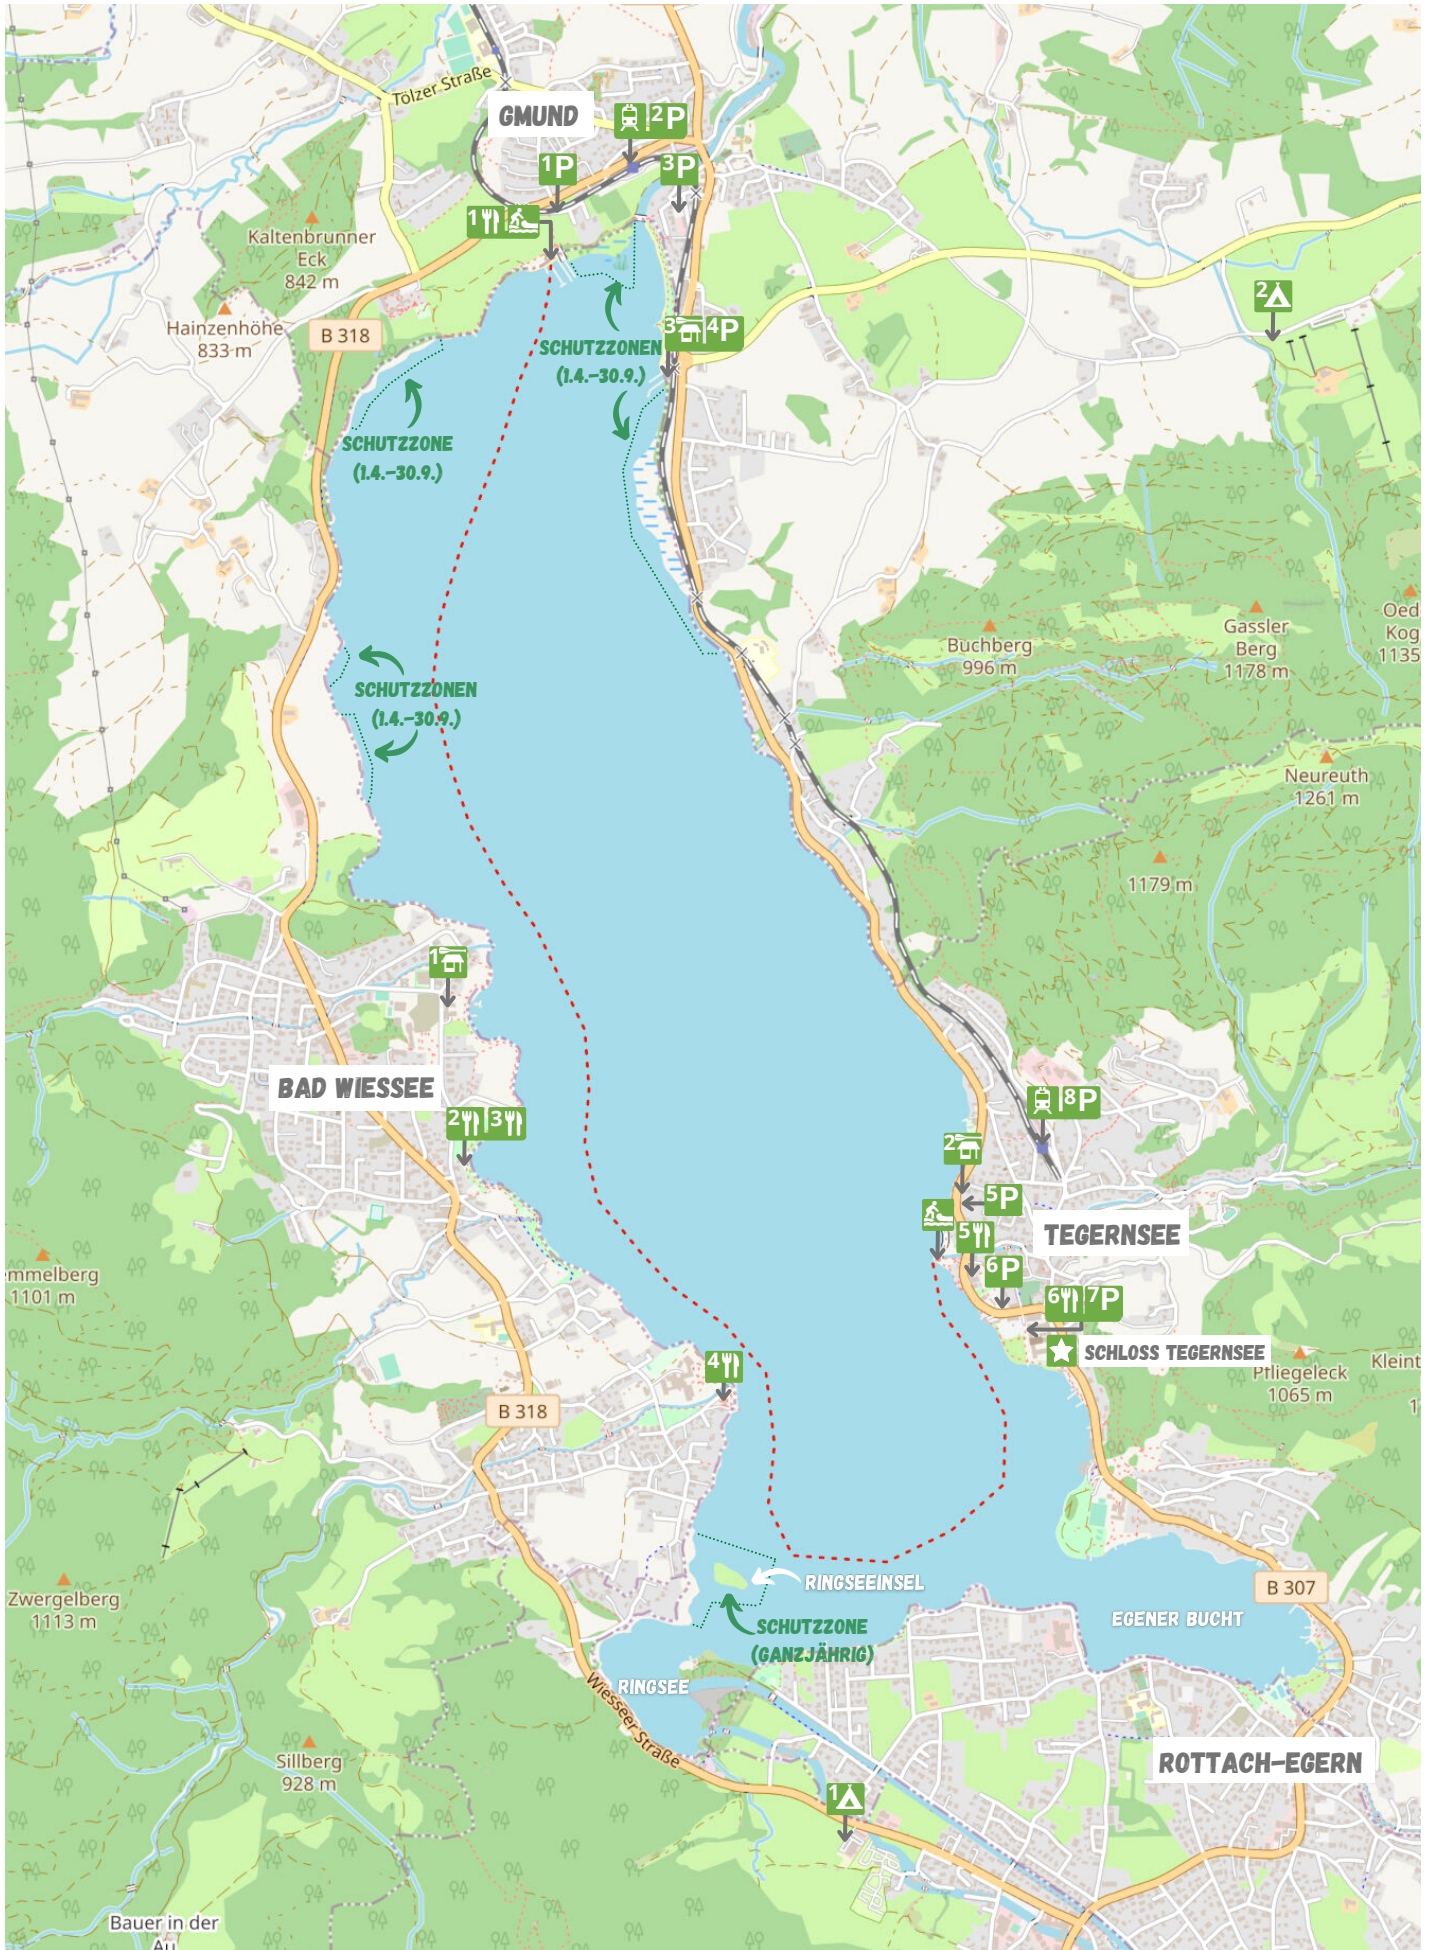 Tölzer Straße
GMUND
2P
1P
3P
1
Kaltenbrunner
Eck
842 m
2
Hainzenhöhe
833 m
B 318
3
4P
SCHUTZZONEN
(1.4.-30.9.)
SCHUTZZONE
(1.4.-30.9.)
Buchberg
996 m
Gassler
Berg
1178 m
Oed
Kog
1135
SCHUTZZONEN
(1.4.-30.9.)
Neureuth
1261 m
1179 m
1
BAD WIESSEE
8P
2
3
2
5P
5
TEGERNSEE
emmelberg
1101 m
6P
6
7P
SCHLOSS TEGERNSEE
4
Pfliegeleck
1065 m
Kleint
1
B 318
Zwergelberg
1113 m
RINGSEEINSEL
B 307
SCHUTZZONE
(GANZJÄHRIG)
EGENER BUCHT
RINGSEE
Wiesseer Straße
Sillberg
928 m
ROTTACH-EGERN
1
Bauer in der
Au